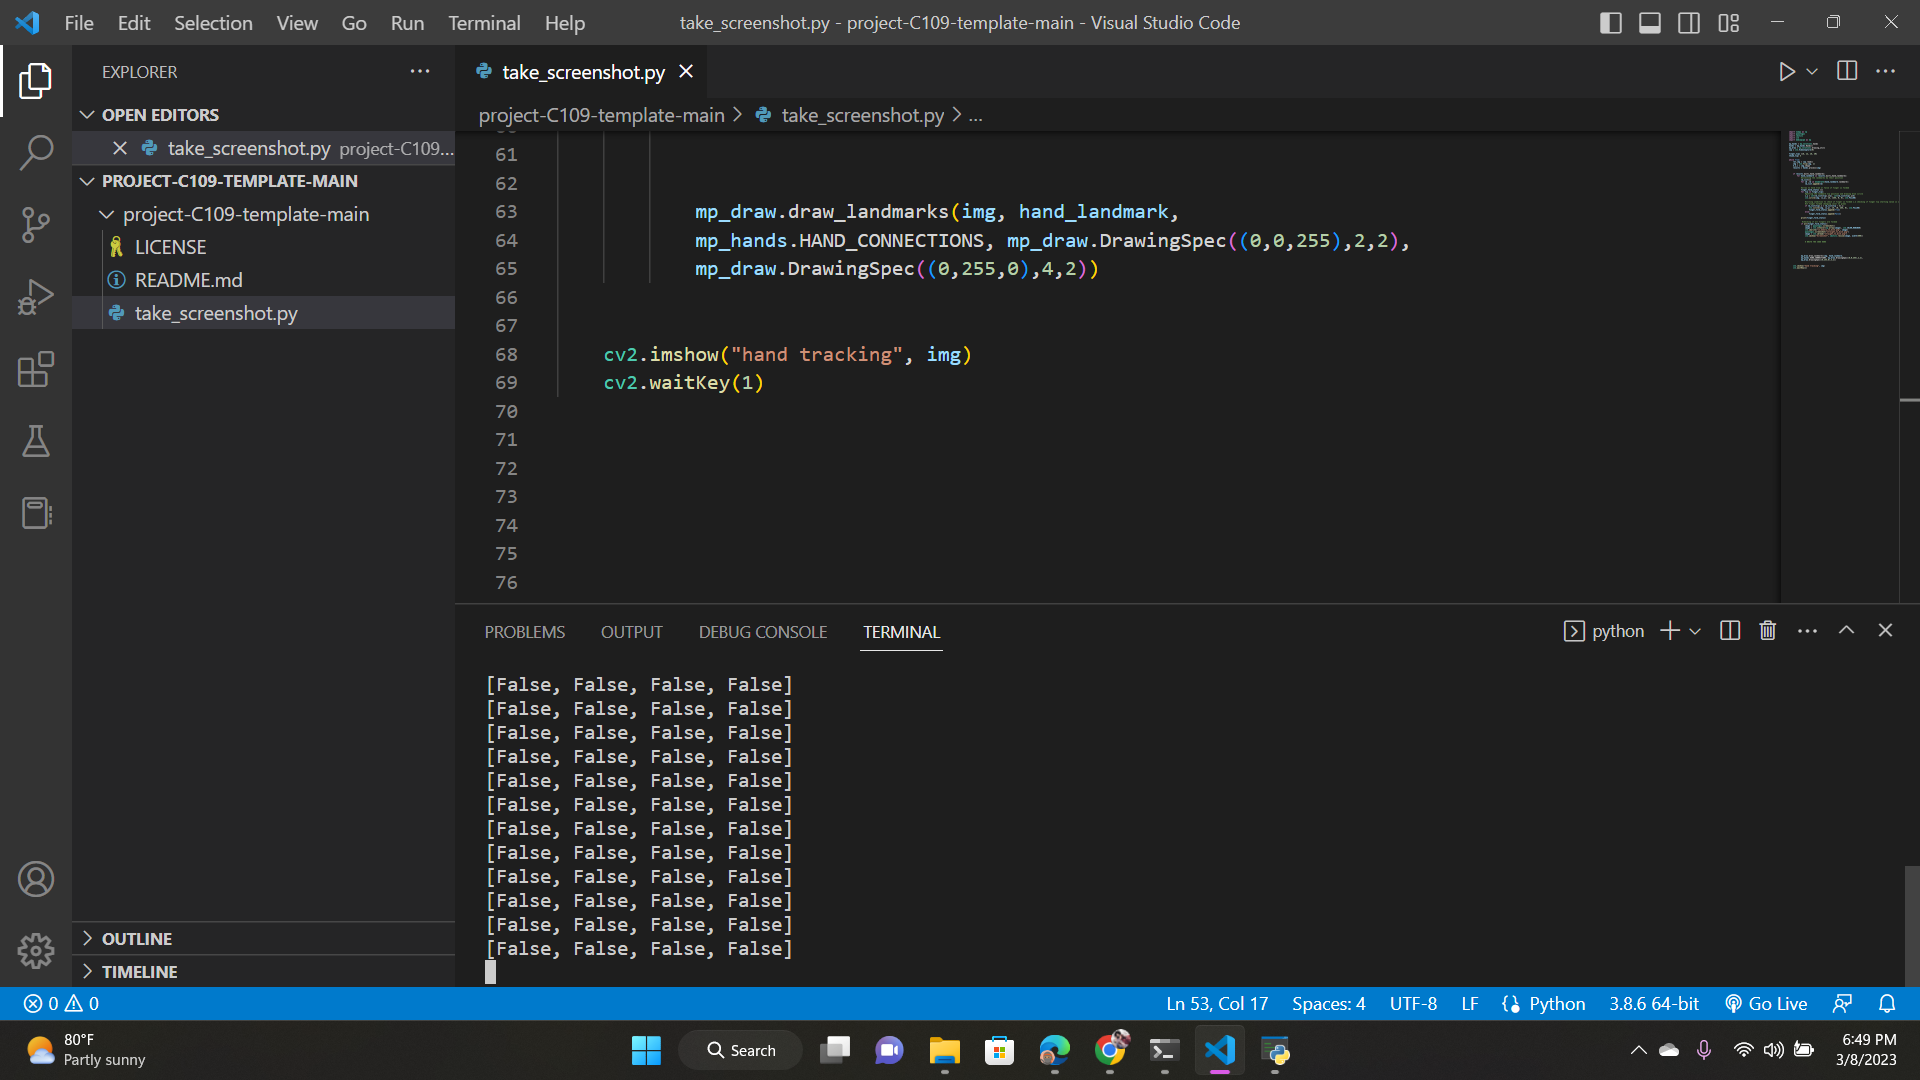 File Edit Selection View Go Run Terminal Help
take_screenshot.py - project-C109-template-main - Visual Studio Code
EXPLORER
OPEN EDITORS
take_screenshot.py project-C109...
PROJECT-C109-TEMPLATE-MAIN
project-C109-template-main
LICENSE
README.md
take_screenshot.py
OUTLINE
TIMELINE
take_screenshot.py
project-C109-template-main > take_screenshot.py > ...
61
62
63 mp_draw.draw_landmarks(img, hand_landmark,
64 mp_hands.HAND_CONNECTIONS, mp_draw.DrawingSpec((0,0,255),2,2),
65 mp_draw.DrawingSpec((0,255,0),4,2))
66
67
68 cv2.imshow("hand tracking", img)
69 cv2.waitKey(1)
70
71
72
73
74
75
76
PROBLEMS OUTPUT DEBUG CONSOLE TERMINAL
python
[False, False, False, False]
[False, False, False, False]
[False, False, False, False]
[False, False, False, False]
[False, False, False, False]
[False, False, False, False]
[False, False, False, False]
[False, False, False, False]
[False, False, False, False]
[False, False, False, False]
[False, False, False, False]
[False, False, False, False]
0 0
Ln 53, Col 17 Spaces: 4 UTF-8 LF Python 3.8.6 64-bit Go Live
80°F
Partly sunny
Search
6:49 PM
3/8/2023